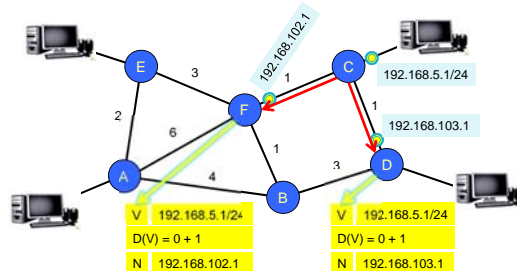 192.168.102.1
E
3
1
C
192.168.5.1/24
F
1
192.168.103.1
2
6
1
A
4
3
D
B
V 192.168.5.1/24
D(V) = 0 + 1
N 192.168.102.1
V 192.168.5.1/24
D(V) = 0 + 1
N 192.168.103.1